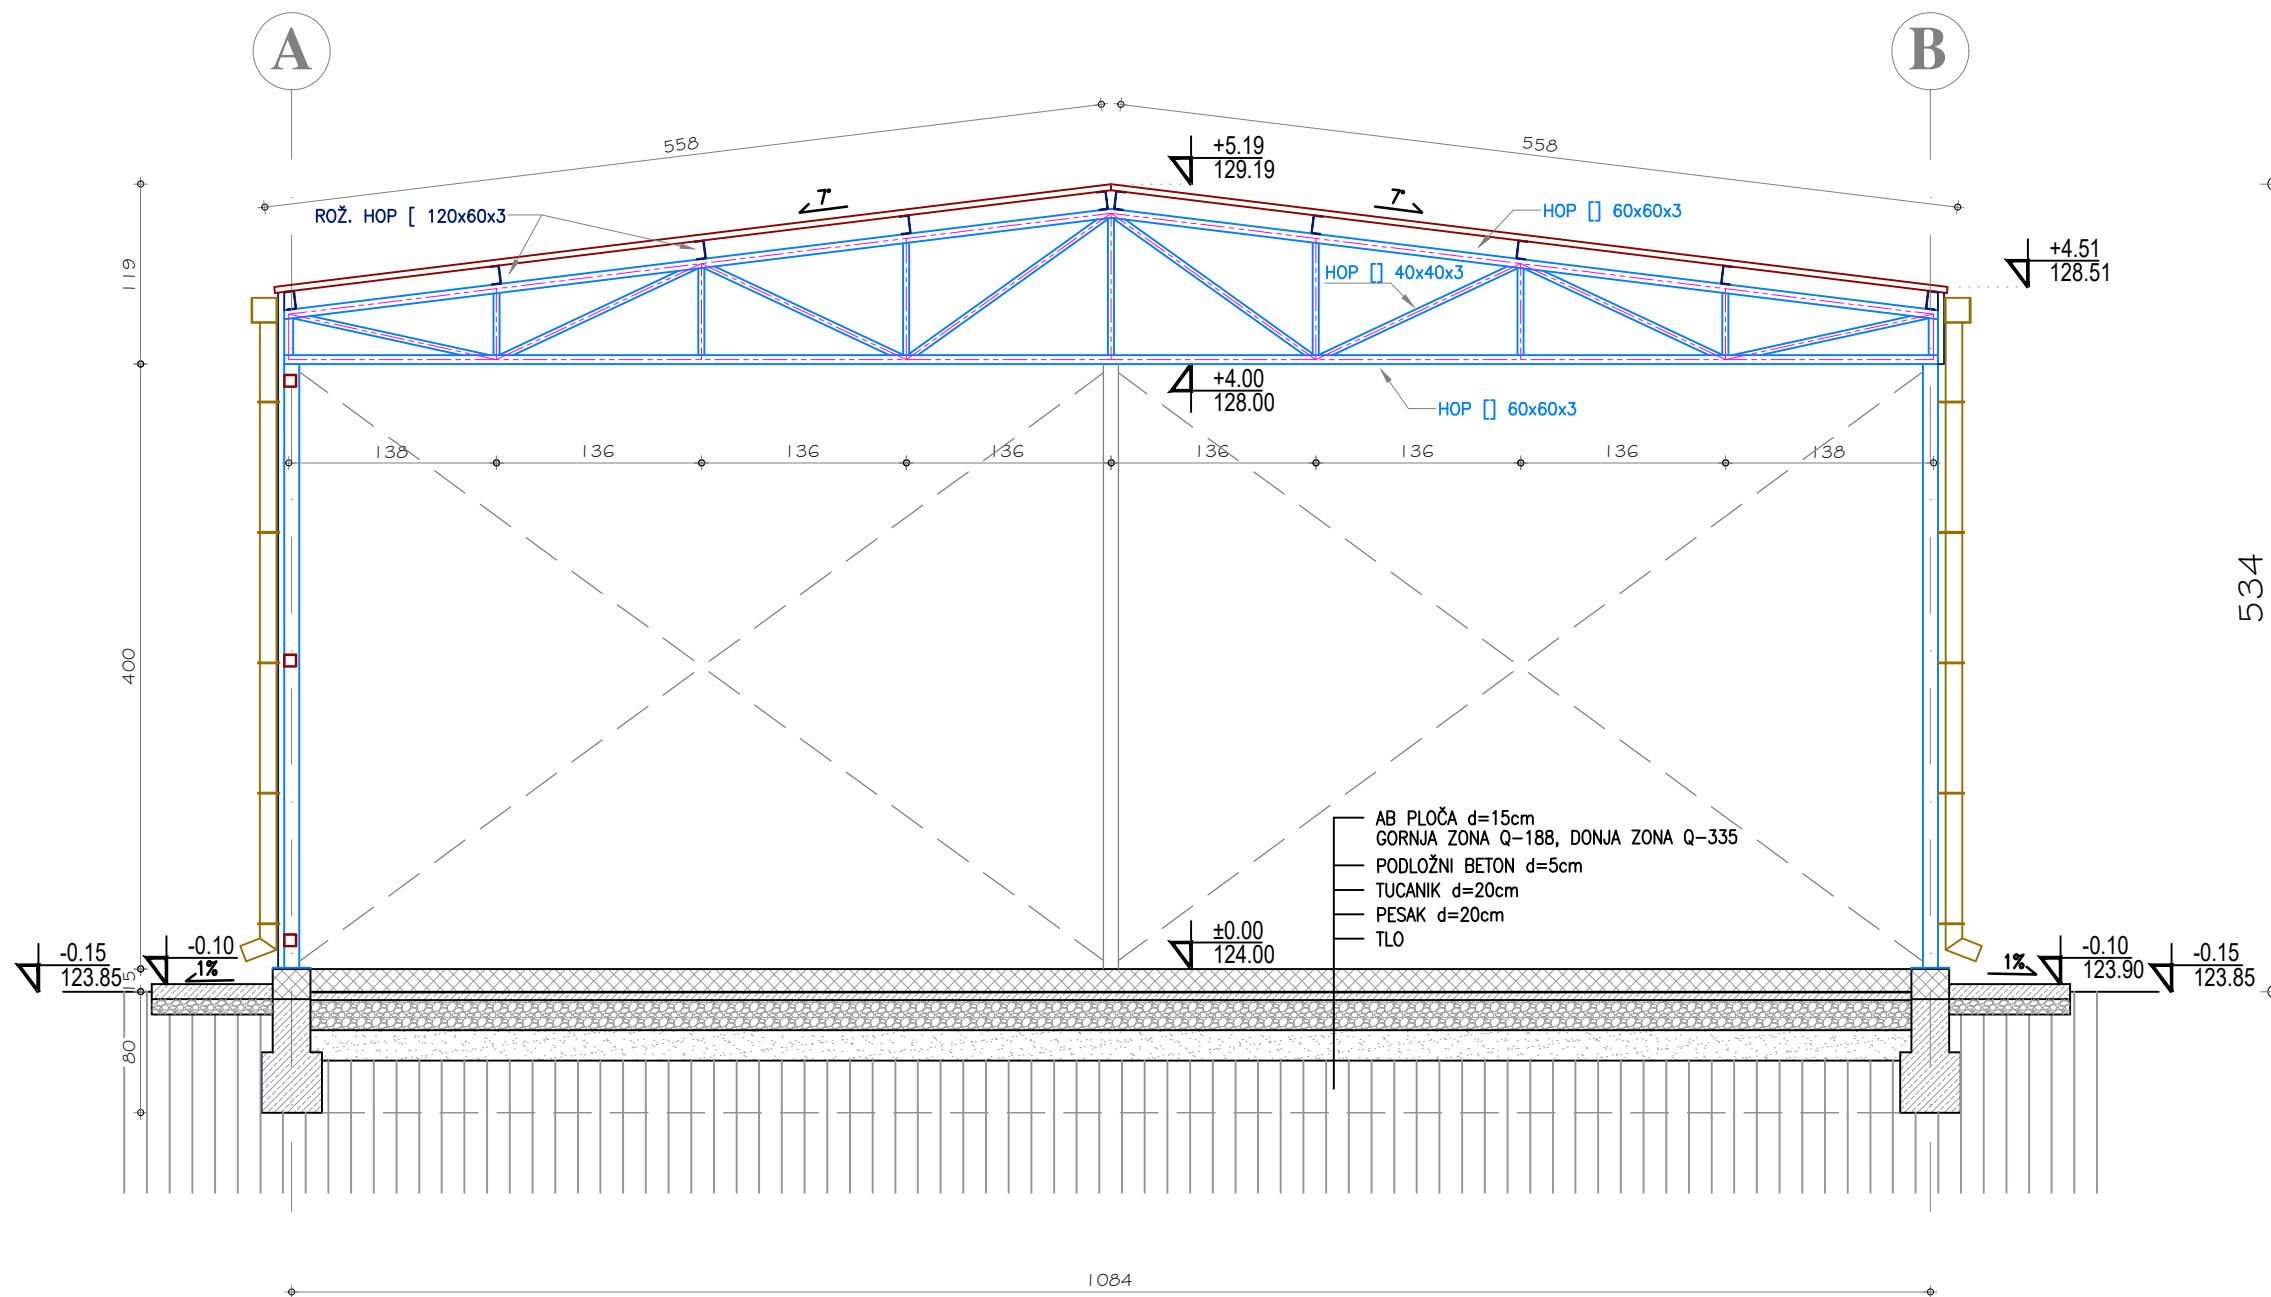 A
B
558
558
+5.19
129.19
7°
7°
ROŽ. HOP [ 120x60x3
HOP [] 60x60x3
+4.51
128.51
119
HOP [] 40x40x3
+4.00
128.00
HOP [] 60x60x3
138
136
136
136
136
136
136
138
534
400
AB PLOČA d=15cm
GORNJA ZONA Q-188, DONJA ZONA Q-335
PODLOŽNI BETON d=5cm
TUCANIK d=20cm
PESAK d=20cm
TLO
±0.00
124.00
-0.15
123.85
-0.10
1%
1%
-0.10
123.90
-0.15
123.85
15
80
1084